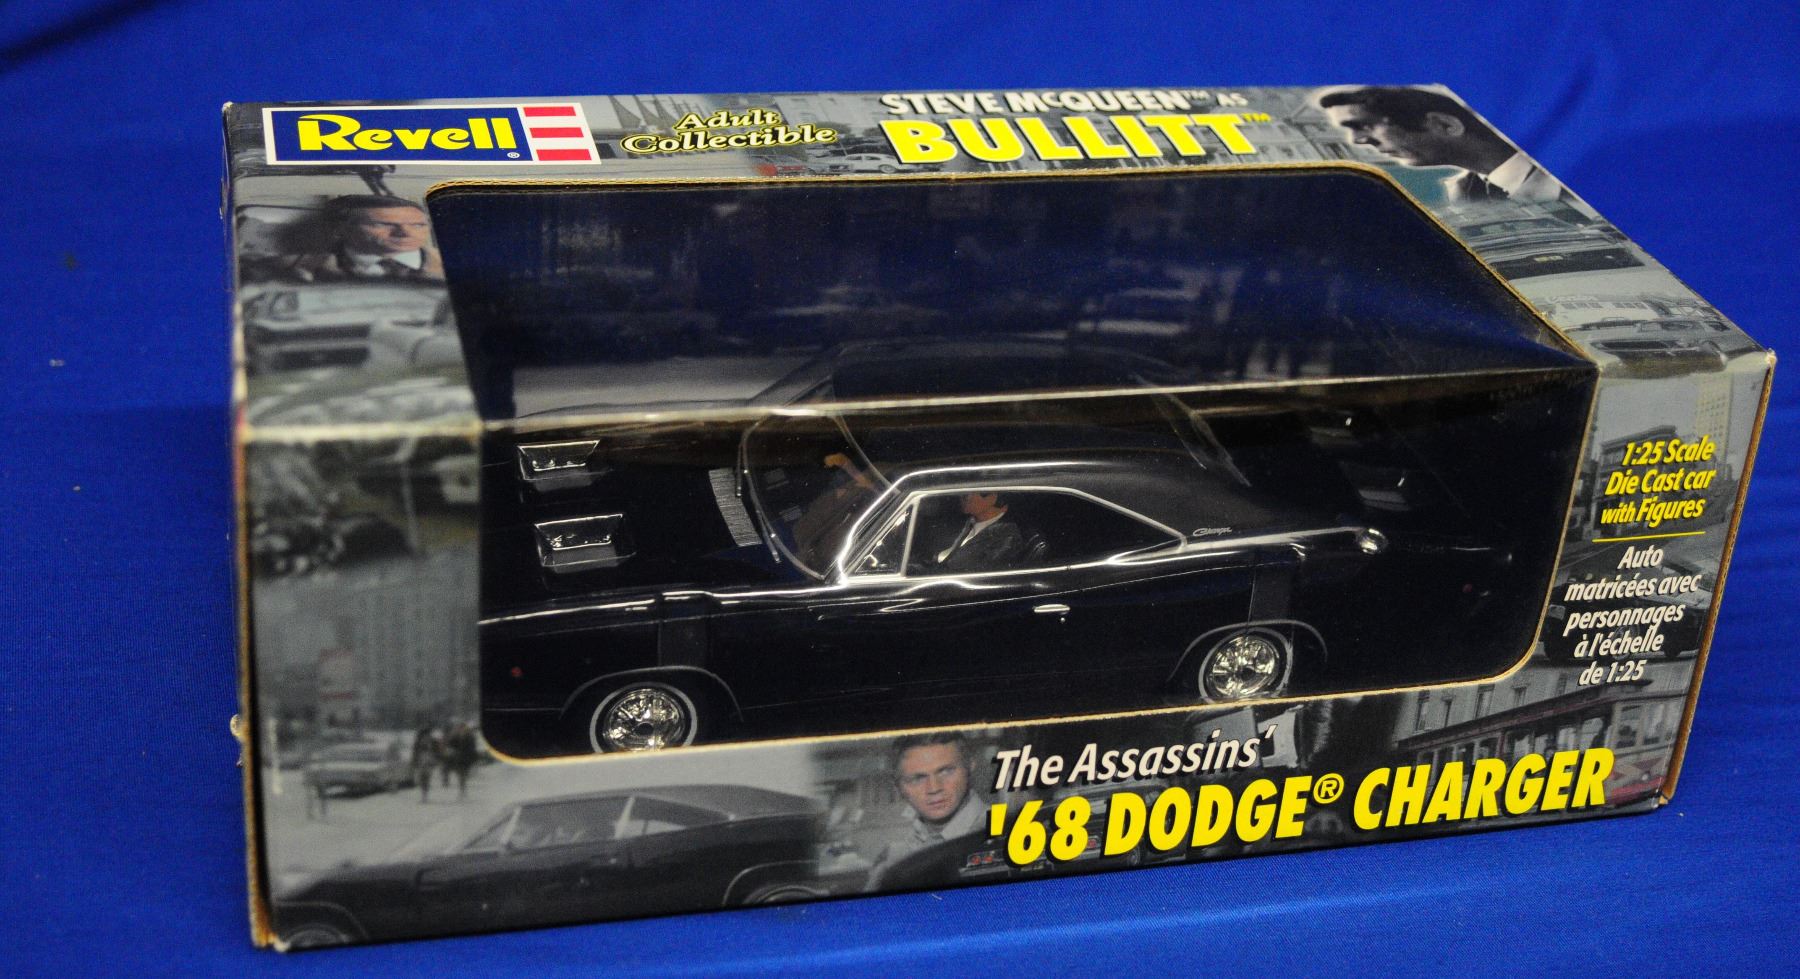 Revell®
Adult
Collectible
STEVE McQUEEN™ AS
BULLITT™
1:25 Scale
Die Cast car
with Figures
Auto
matricées avec
personnages
à l'échelle
de 1:25
Charger
The Assassins'
'68 DODGE® CHARGER